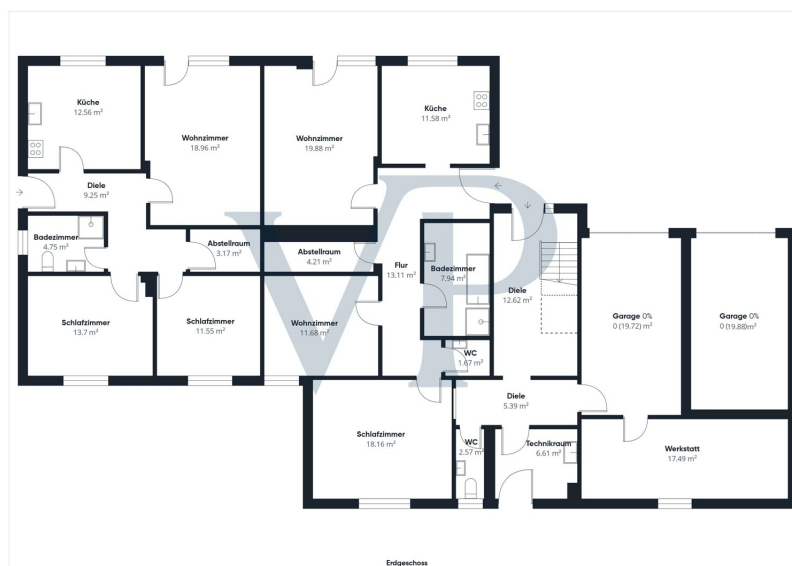 Küche
12.56 m²
Wohnzimmer
18.96 m²
Wohnzimmer
19.88 m²
Küche
11.58 m²
Diele
9.25 m²
Badezimmer
4.75 m²
Abstellraum
3.17 m²
Abstellraum
4.21 m²
Flur
13.11 m²
Badezimmer
7.94 m²
Diele
12.62 m²
Garage 0%
0 (19.72) m²
Garage 0%
0 (19.88)m²
Schlafzimmer
13.7 m²
Schlafzimmer
11.55 m²
Wohnzimmer
11.68 m²
WC
1.67 m²
Diele
5.39 m²
Schlafzimmer
18.16 m²
WC
2.57 m²
Technikraum
6.61 m²
Werkstatt
17.49 m²
VP
Erdgeschoss